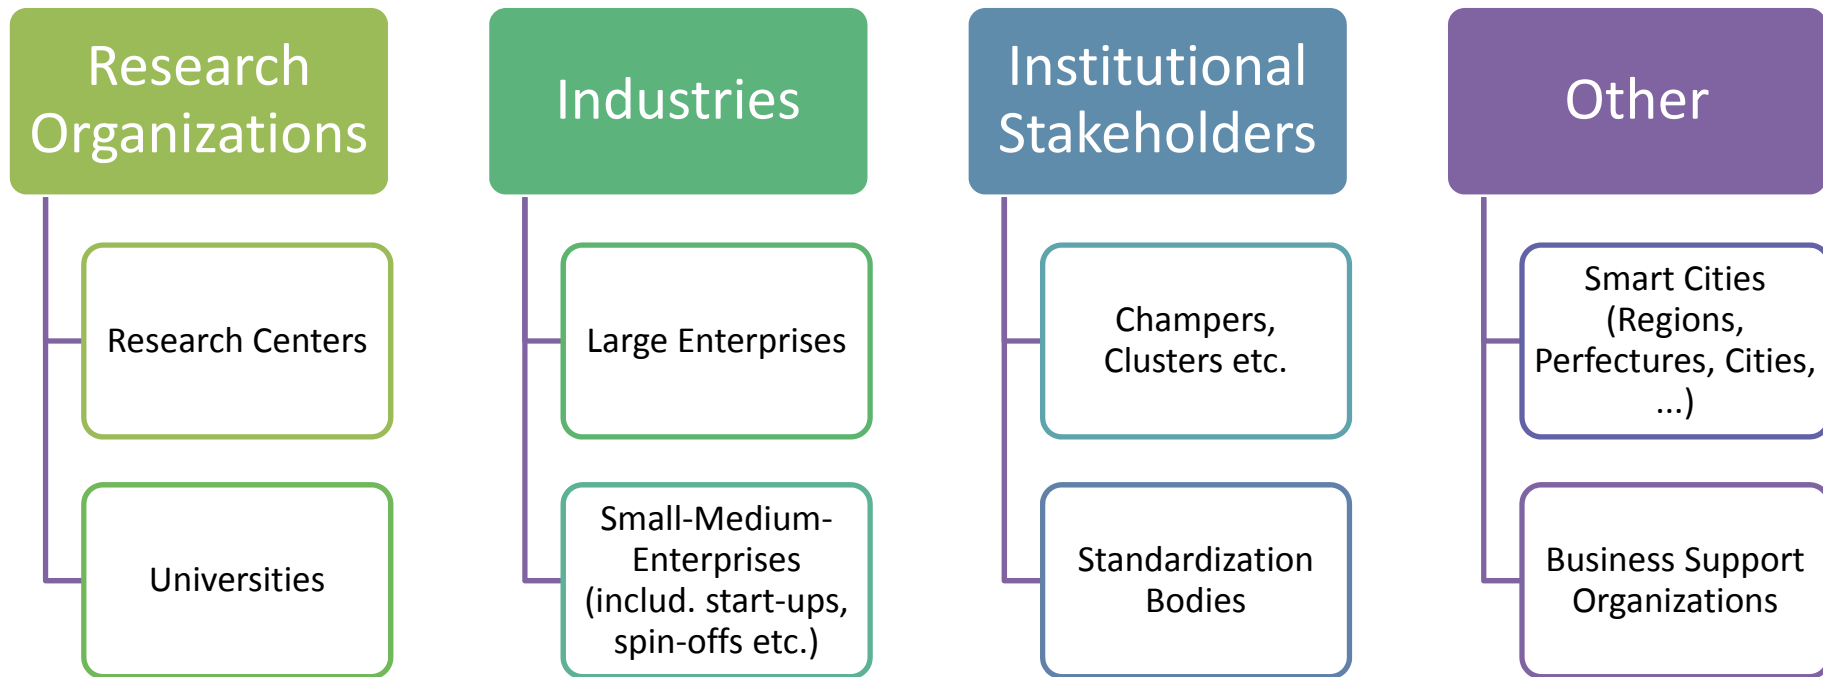 Research
Organizations
Research Centers
Universities
Industries
Large Enterprises
Small-Medium-
Enterprises
(includ. start-ups,
spin-offs etc.)
Institutional
Stakeholders
Champers,
Clusters etc.
Standardization
Bodies
Other
Smart Cities
(Regions,
Perfectures, Cities,
...)
Business Support
Organizations